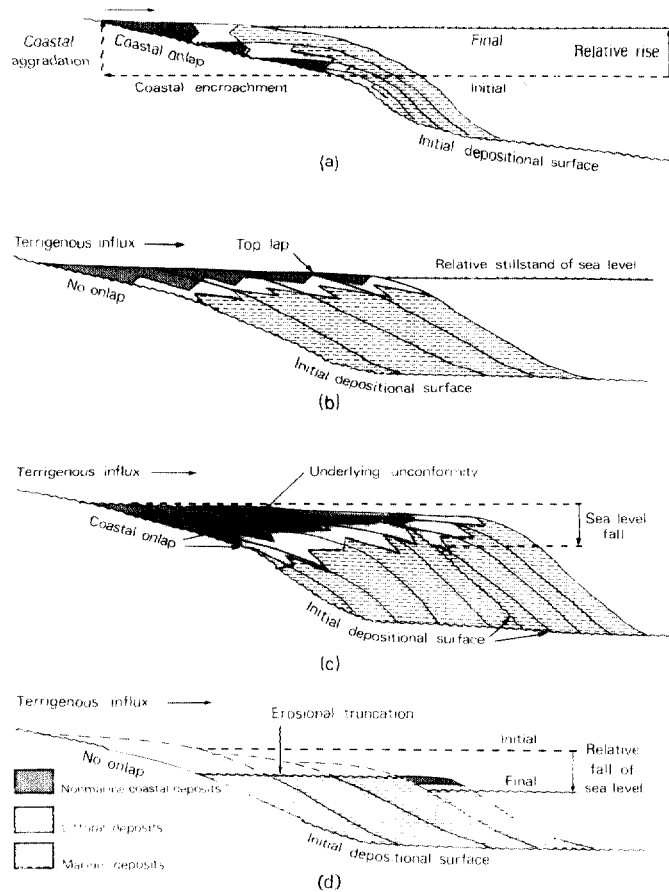 Coastal
aggradation
Coastal onlap
Coastal encroachment
Final
Initial
Relative rise
Initial depositional surface
(a)
Terrigenous influx
Top lap
Relative stillstand of sea level
No onlap
Initial depositional surface
(b)
Terrigenous influx
Underlying unconformity
Coastal onlap
Sea level
fall
Initial depositional surface
(c)
Terrigenous influx
Erosional truncation
Initial
No onlap
Relative
fall of
sea level
Final
Nonmarine coastal deposits
Littoral deposits
Marine deposits
Initial depositional surface
(d)